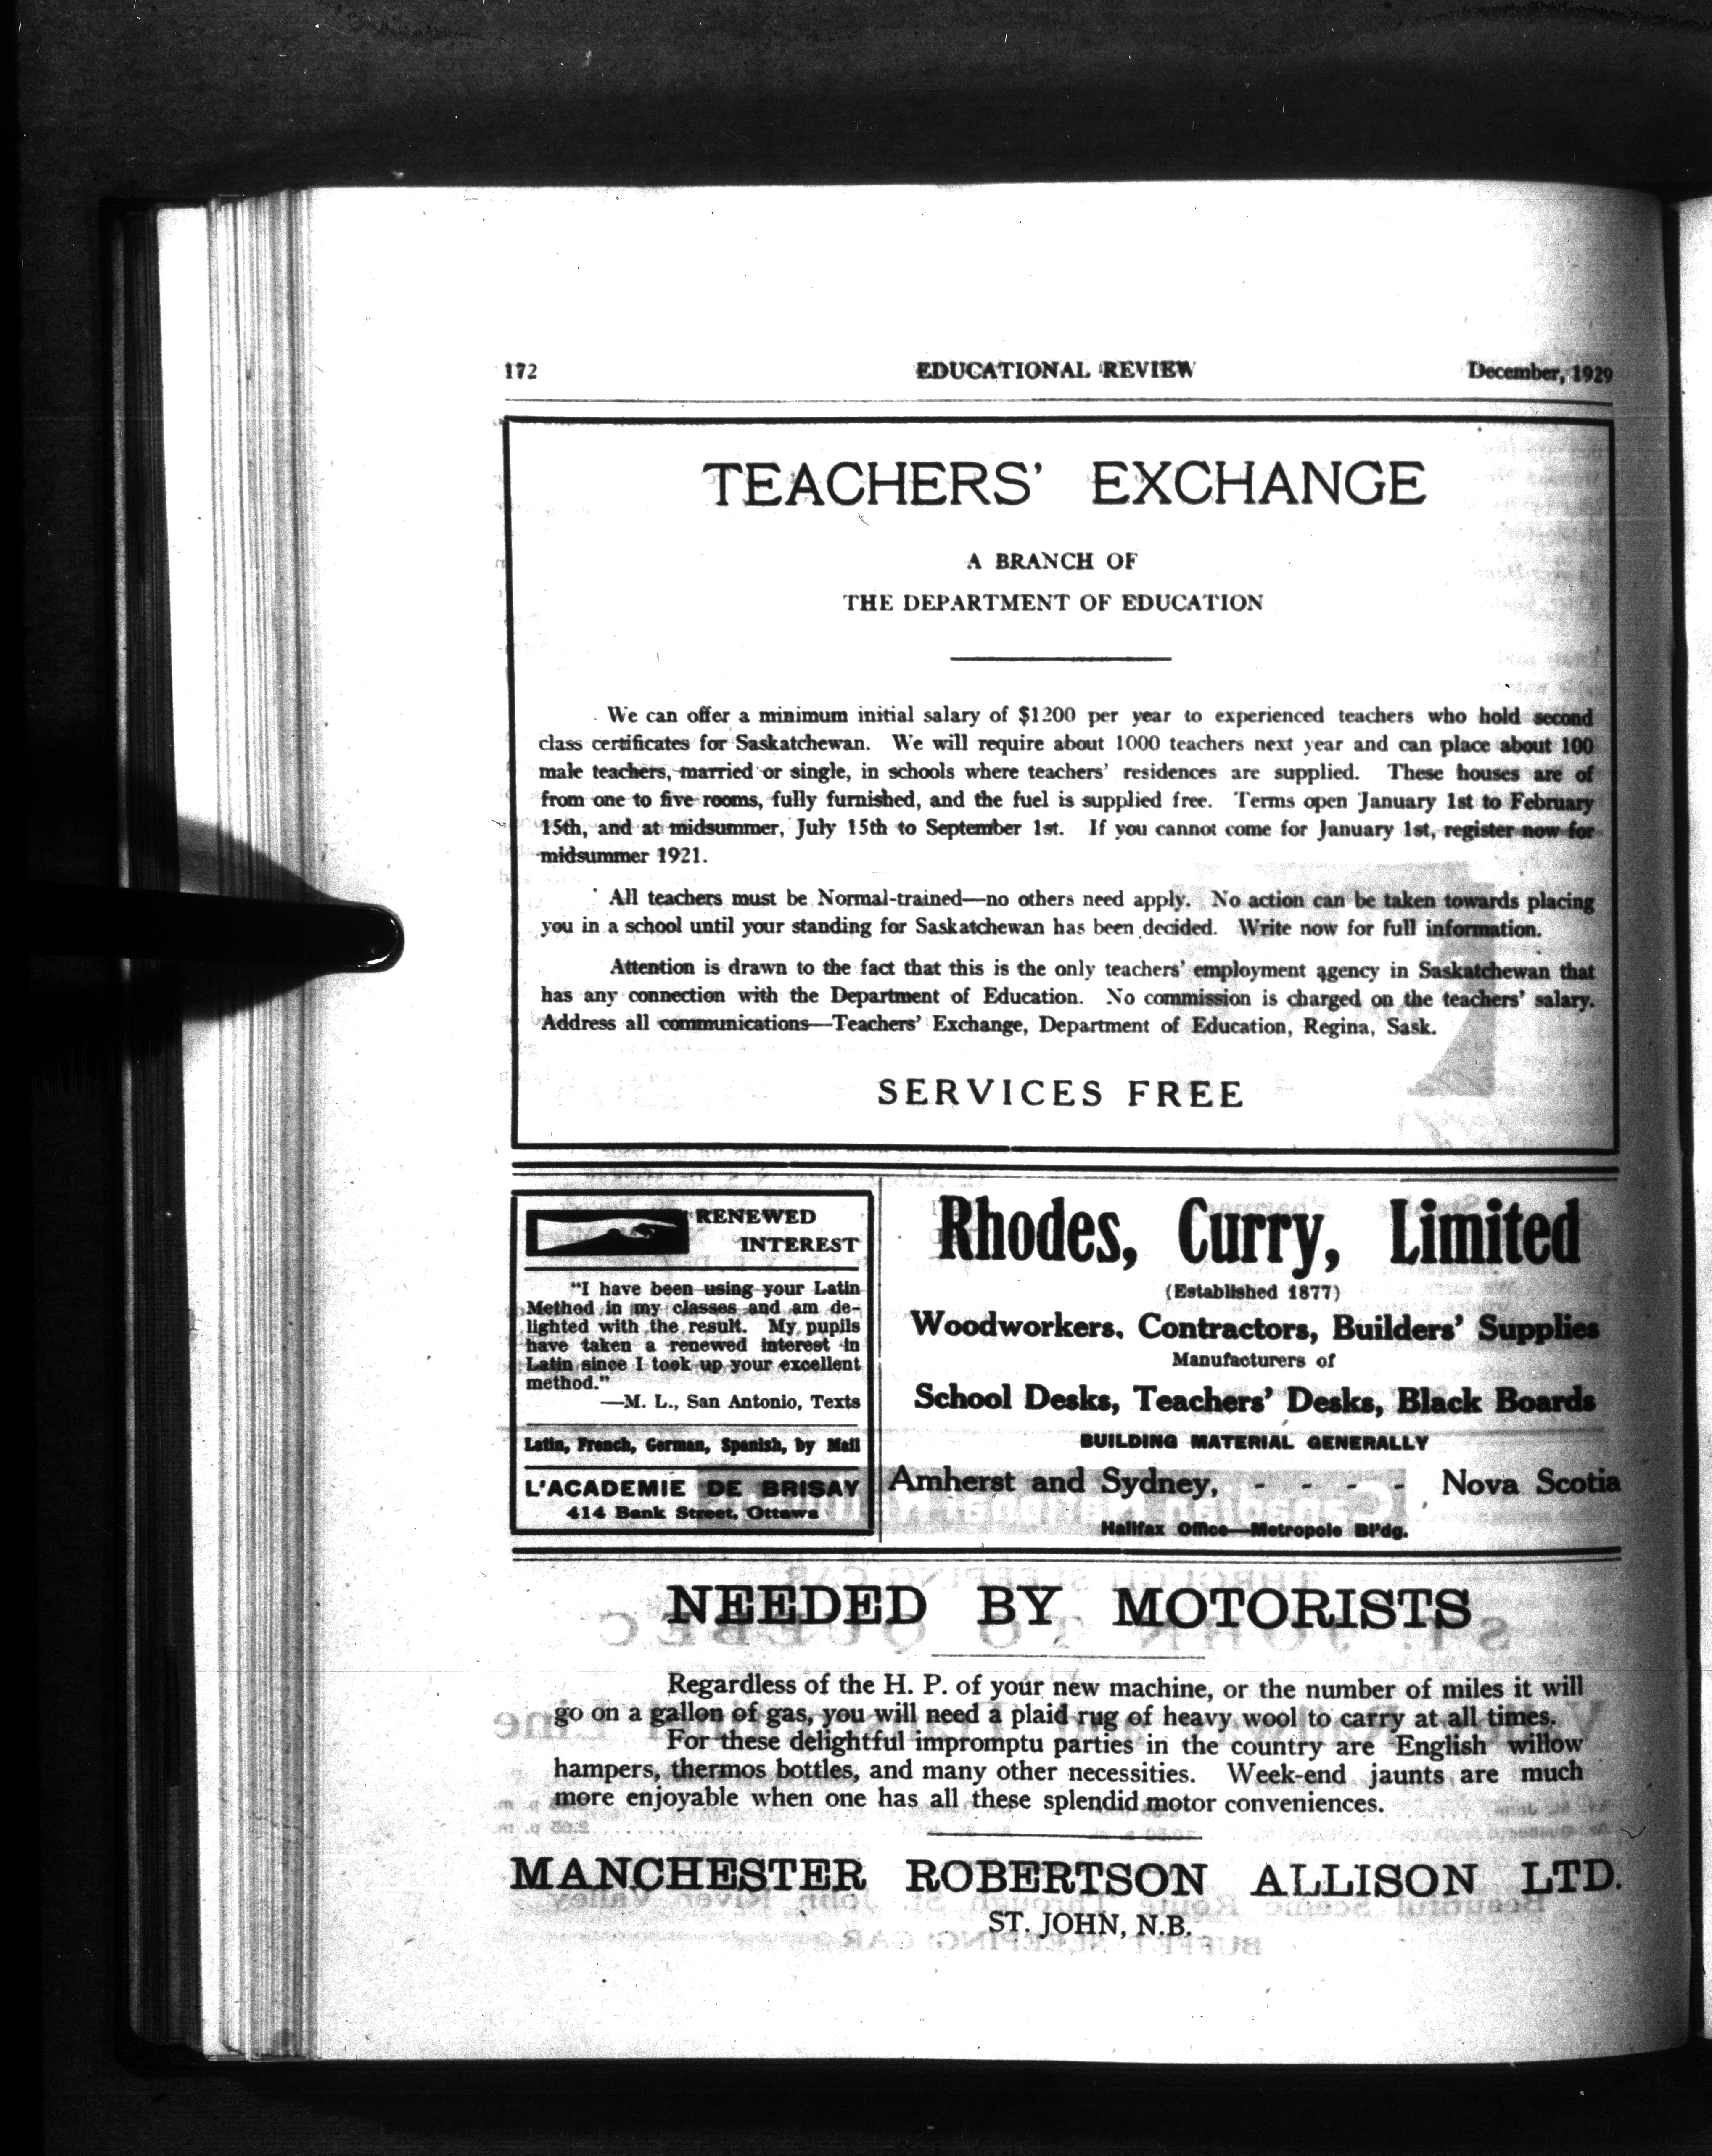 172 EDUCATIONAL REVIEW December, 1929
TEACHERS' EXCHANGE
A BRANCH OF
THE DEPARTMENT OF EDUCATION
We can offer a minimum initial salary of $1200 per year to experienced teachers who hold second
class certificates for Saskatchewan. We will require about 1000 teachers next year and can place about 100
male teachers, married or single, in schools where teachers' residences are supplied. These houses are of
from one to five rooms, fully furnished, and the fuel is supplied free. Terms open January 1st to February
15th, and at midsummer, July 15th to September 1st. If you cannot come for January 1st, register now for
midsummer 1921.
All teachers must be Normal-trained—no others need apply. No action can be taken towards placing
you in a school until your standing for Saskatchewan has been decided. Write now for full information.
Attention is drawn to the fact that this is the only teachers' employment agency in Saskatchewan that
has any connection with the Department of Education. No commission is charged on the teachers' salary.
Address all communications—Teachers' Exchange, Department of Education, Regina, Sask.
SERVICES FREE
RENEWED
INTEREST
"I have been using your Latin
Method in my classes and am de-
lighted with the result. My pupils
have taken a renewed interest in
Latin since I took up your excellent
method."
—M. L., San Antonio, Texts
Latin, French, German, Spanish, by Mail
L'ACADEMIE DE BRISAY
414 Bank Street, Ottawa
Rhodes, Curry, Limited
(Established 1877)
Woodworkers, Contractors, Builders' Supplies
Manufacturers of
School Desks, Teachers' Desks, Black Boards
BUILDING MATERIAL GENERALLY
Amherst and Sydney, - - - - Nova Scotia
Halifax Office—Metropole Bl'dg.
NEEDED BY MOTORISTS
Regardless of the H. P. of your new machine, or the number of miles it will
go on a gallon of gas, you will need a plaid rug of heavy wool to carry at all times.
For these delightful impromptu parties in the country are English willow
hampers, thermos bottles, and many other necessities. Week-end jaunts are much
more enjoyable when one has all these splendid motor conveniences.
MANCHESTER ROBERTSON ALLISON LTD.
ST. JOHN, N.B.